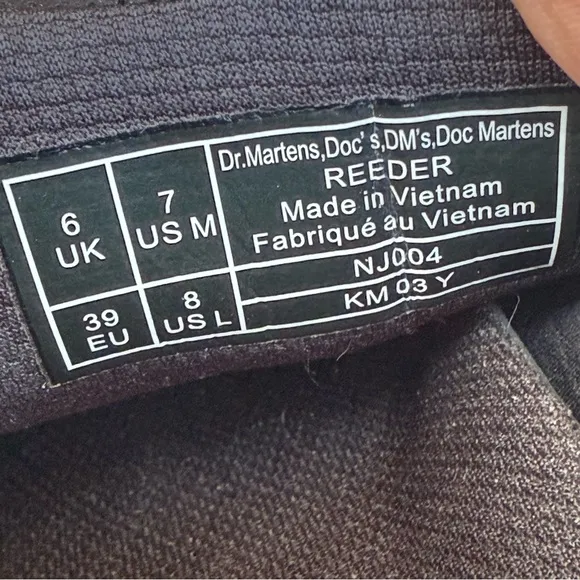 6
UK
7
US M
39
EU
8
US L
Dr.Martens,Doc's,DM's,Doc Martens
REEDER
Made in Vietnam
Fabriqué au Vietnam
NJ004
KM 03 Y